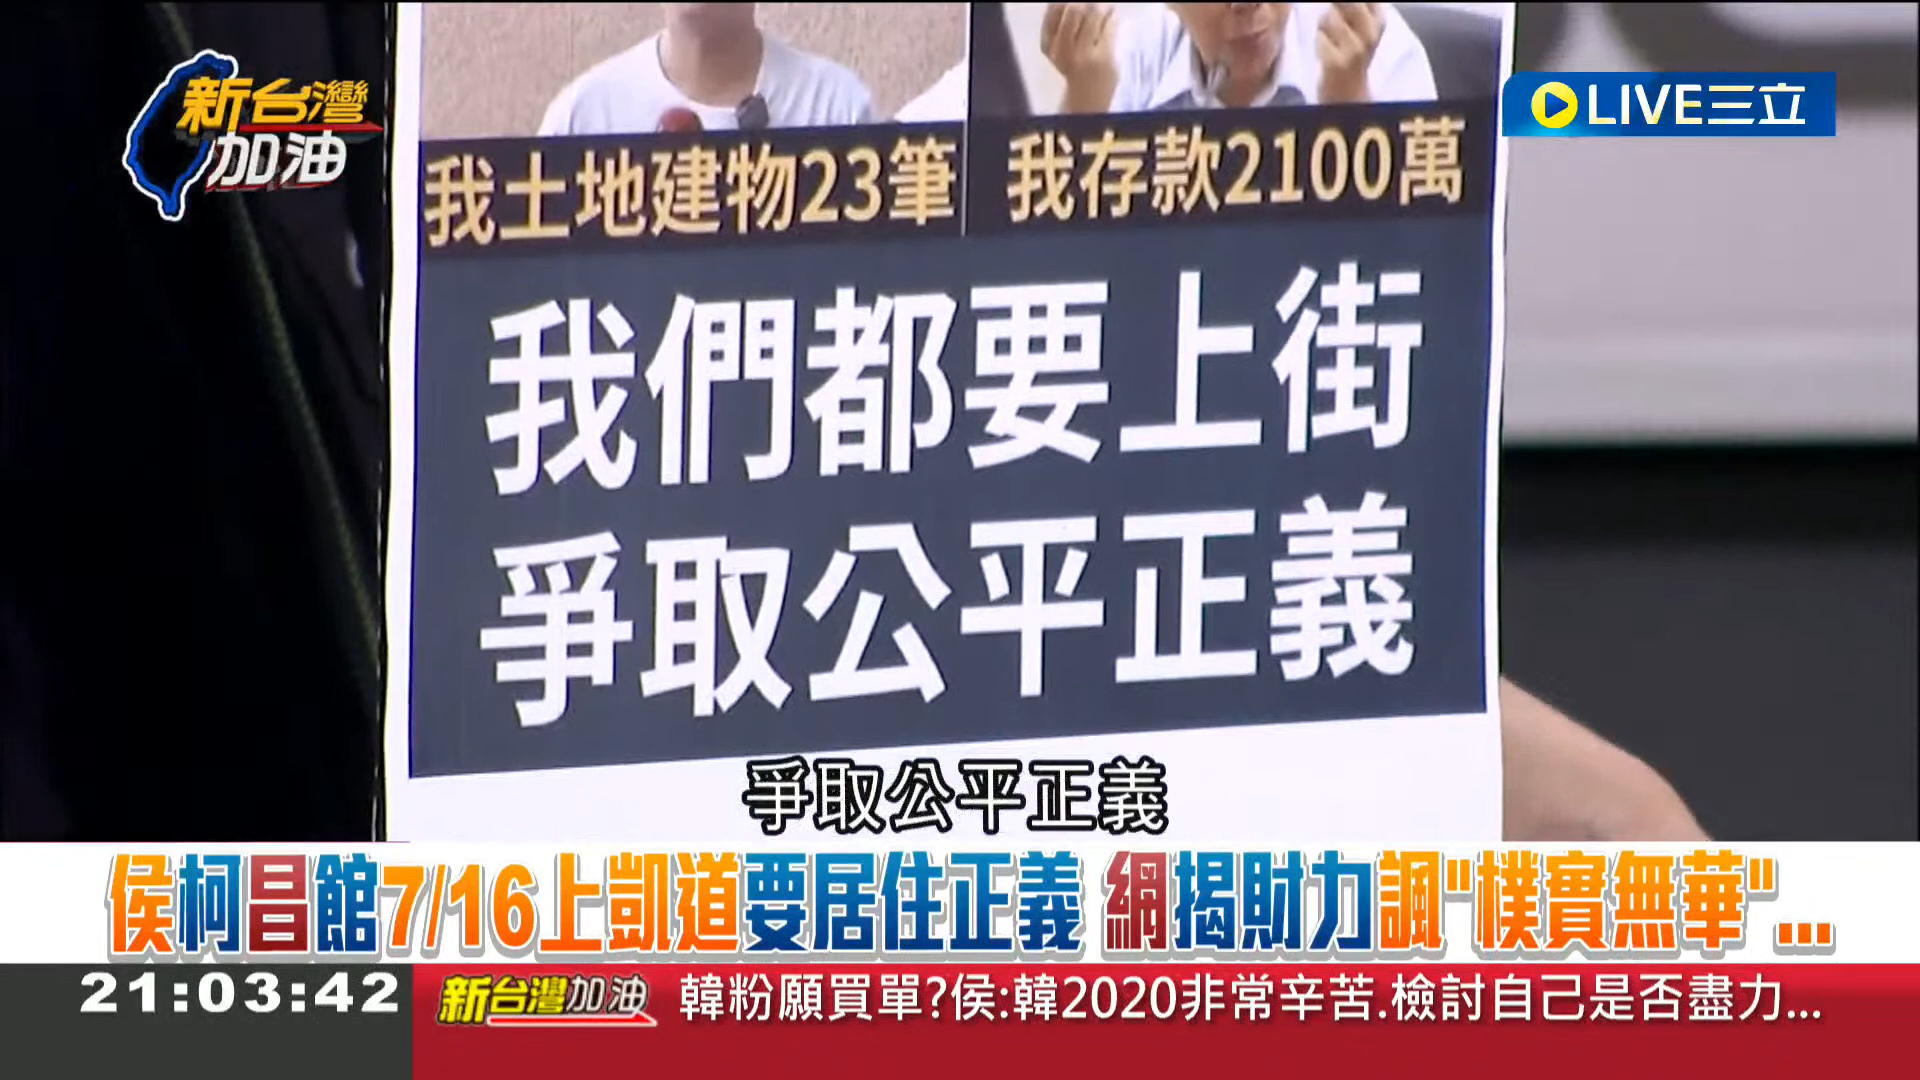 新台灣
加油
LIVE三立
我土地建物23筆
我存款2100萬
我們都要上街
爭取公平正義
爭取公平正義
侯柯昌館7/16上凱道要居住正義 網揭財力諷"樸實無華"...
21:03:42
新台灣加油
韓粉願買單?侯:韓2020非常辛苦.檢討自己是否盡力...